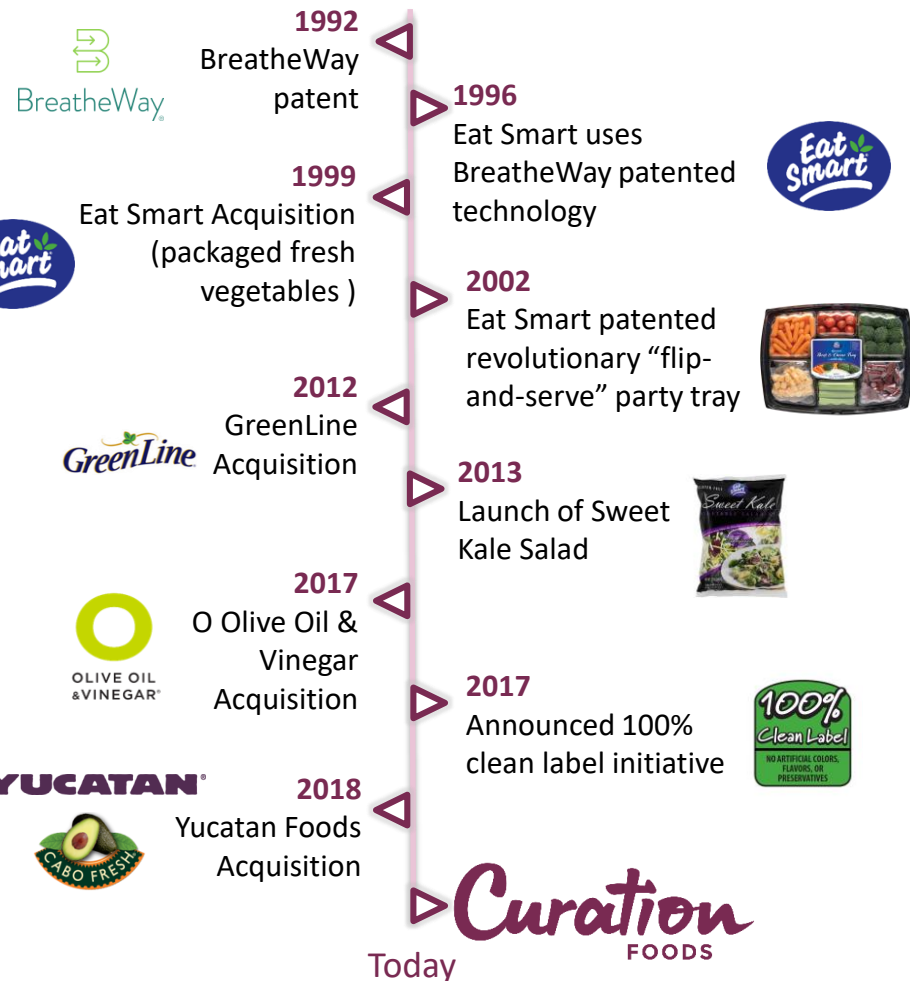 1992
BreatheWay
patent
BreatheWay
1996
Eat Smart uses
BreatheWay patented
technology
Eat
Smart
1999
Eat Smart Acquisition
(packaged fresh
vegetables )
2002
Eat Smart patented
revolutionary “flip-
and-serve” party tray
2012
GreenLine
Acquisition
GreenLine
2013
Launch of Sweet
Kale Salad
Eat
Smart
Sweet Kale
2017
O Olive Oil &
Vinegar
Acquisition
O
OLIVE OIL
&VINEGAR®
2017
Announced 100%
clean label initiative
100%
Clean Label
NO ARTIFICIAL COLORS,
FLAVORS, OR
PRESERVATIVES
YUCATAN®
CABO FRESH
2018
Yucatan Foods
Acquisition
Curation
FOODS
Today